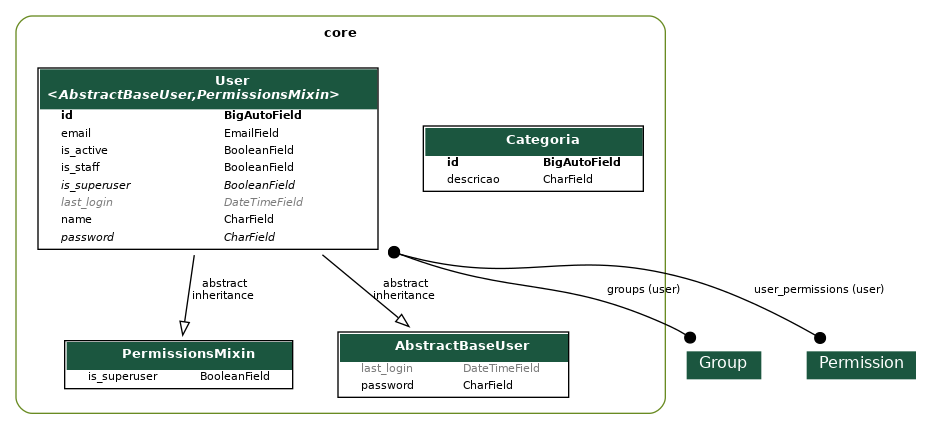 core
User
<AbstractBaseUser,PermissionsMixin>
id BigAutoField
email EmailField
is_active BooleanField
is_staff BooleanField
is_superuser BooleanField
last_login DateTimeField
name CharField
password CharField
Categoria
id BigAutoField
descricao CharField
abstract
inheritance
abstract
inheritance
groups (user)
user_permissions (user)
PermissionsMixin
is_superuser BooleanField
AbstractBaseUser
last_login DateTimeField
password CharField
Group
Permission